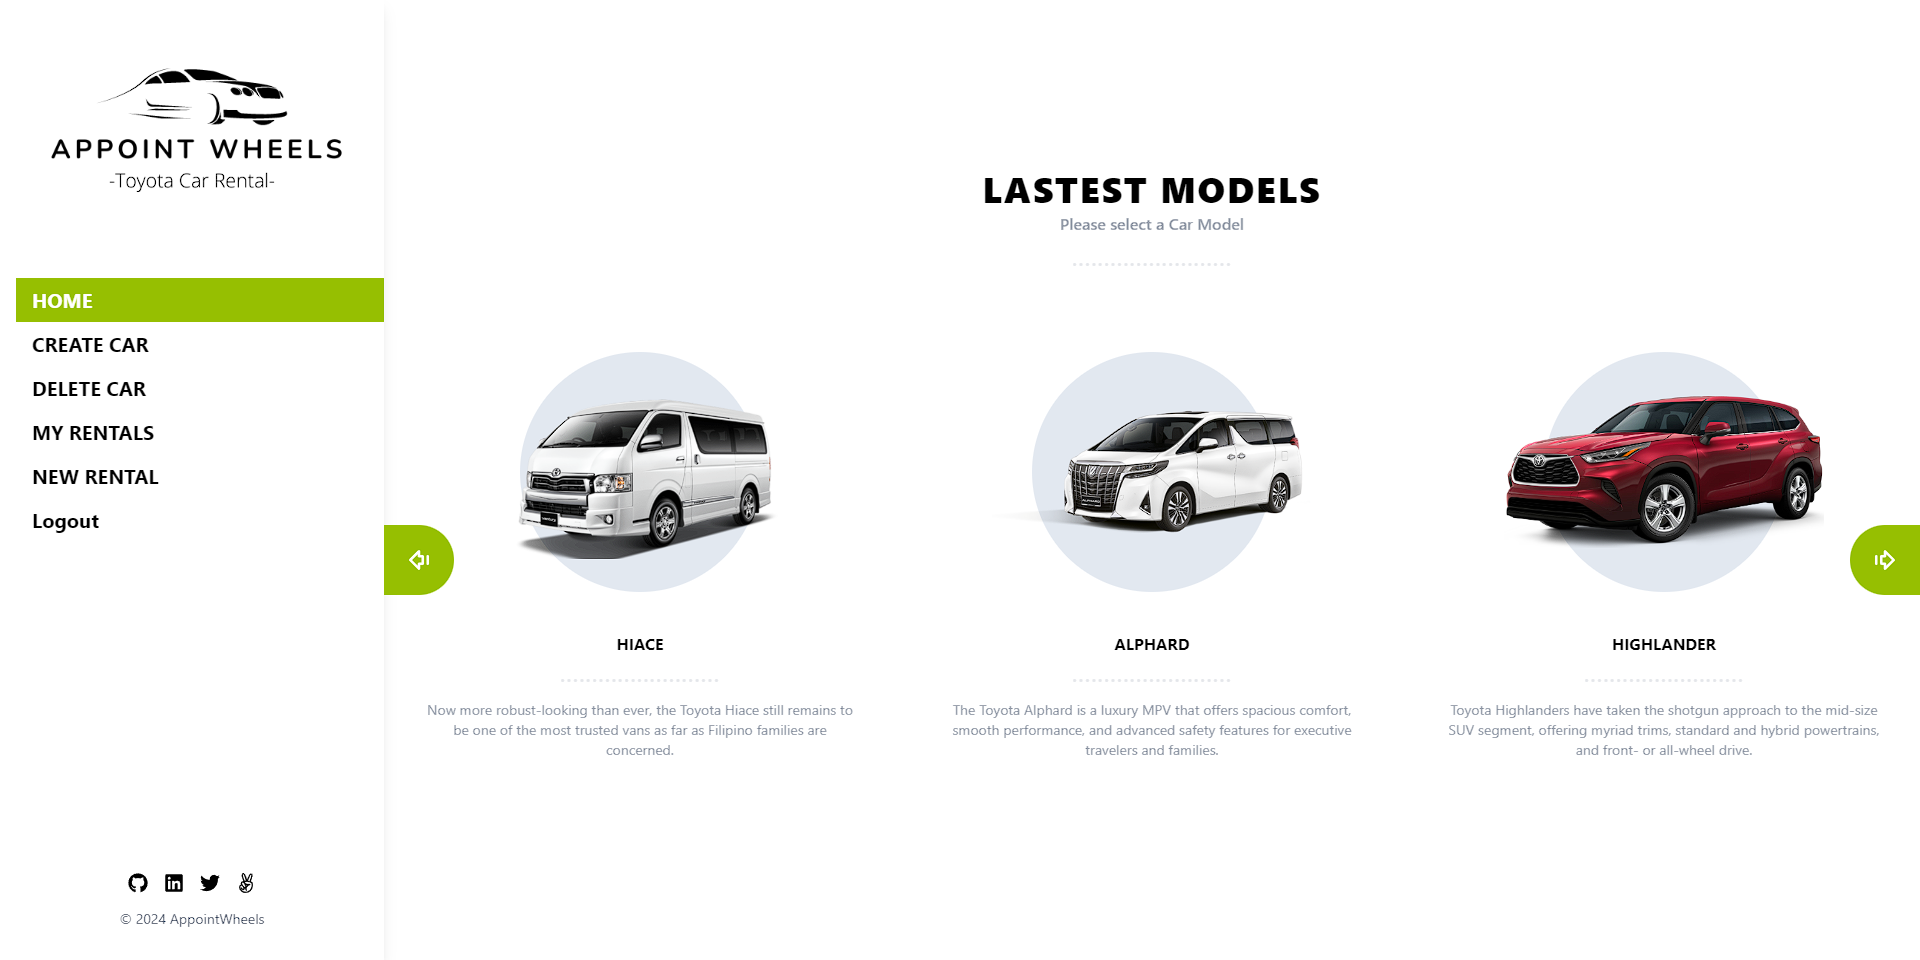 APPOINT WHEELS
-Toyota Car Rental-
HOME
CREATE CAR
DELETE CAR
MY RENTALS
NEW RENTAL
Logout
© 2024 AppointWheels
LASTEST MODELS
Please select a Car Model
HIACE
Now more robust-looking than ever, the Toyota Hiace still remains to
be one of the most trusted vans as far as Filipino families are
concerned.
ALPHARD
The Toyota Alphard is a luxury MPV that offers spacious comfort,
smooth performance, and advanced safety features for executive
travelers and families.
HIGHLANDER
Toyota Highlanders have taken the shotgun approach to the mid-size
SUV segment, offering myriad trims, standard and hybrid powertrains,
and front- or all-wheel drive.